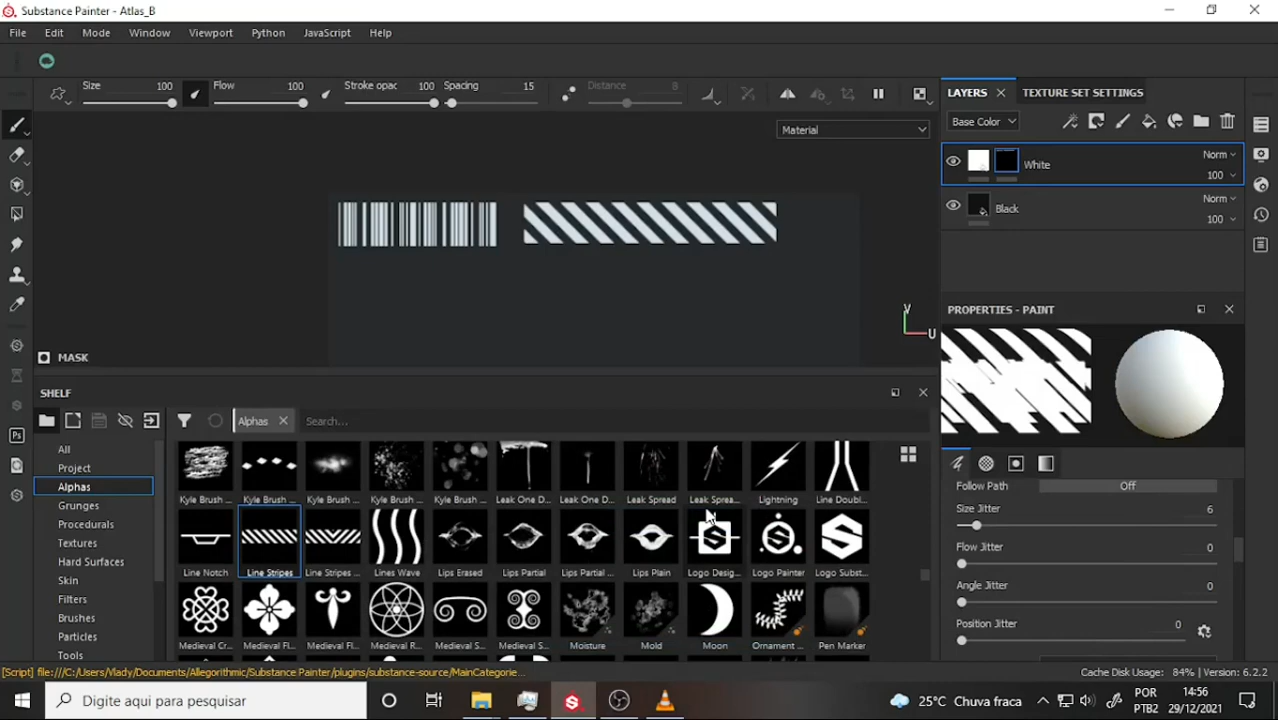 Substance Painter - Atlas_B
File Edit Mode Window Viewport Python JavaScript Help
Size 100 Flow 100 Stroke opac 100 Spacing 15 Distance 8
LAYERS TEXTURE SET SETTINGS
Base Color
Material
White Norm 100
Black Norm 100
V
U
PROPERTIES - PAINT
MASK
SHELF
Alphas Search...
All
Project
Alphas
Grunges
Procedurals
Textures
Hard Surfaces
Skin
Filters
Brushes
Particles
Tools
Kyle Brush ... Kyle Brush ... Kyle Brush ... Kyle Brush ... Kyle Brus... Leak One D... Leak One D... Leak Spread Leak Sprea... Lightning Line Doubl...
Line Notch Line Stripes Line Stripes ... Lines Wave Lips Erased Lips Partial Lips Partial ... Lips Plain Logo Desig... Logo Painter Logo Subst...
Medieval Cr... Medieval Fl... Medieval Fl... Medieval R... Medieval S... Medieval S... Moisture Mold Moon Ornament ... Pen Marker
Follow Path Off
Size Jitter 6
Flow Jitter 0
Angle Jitter 0
Position Jitter 0
[Script] file:///C:/Users/vlady/Documents/Allegorithmic/Substance Painter/plugins/substance-source/MainCategorie...
Cache Disk Usage: 84% | Version: 6.2.2
Digite aqui para pesquisar
Ps
25°C Chuva fraca
POR
PTB2
14:56
29/12/2021